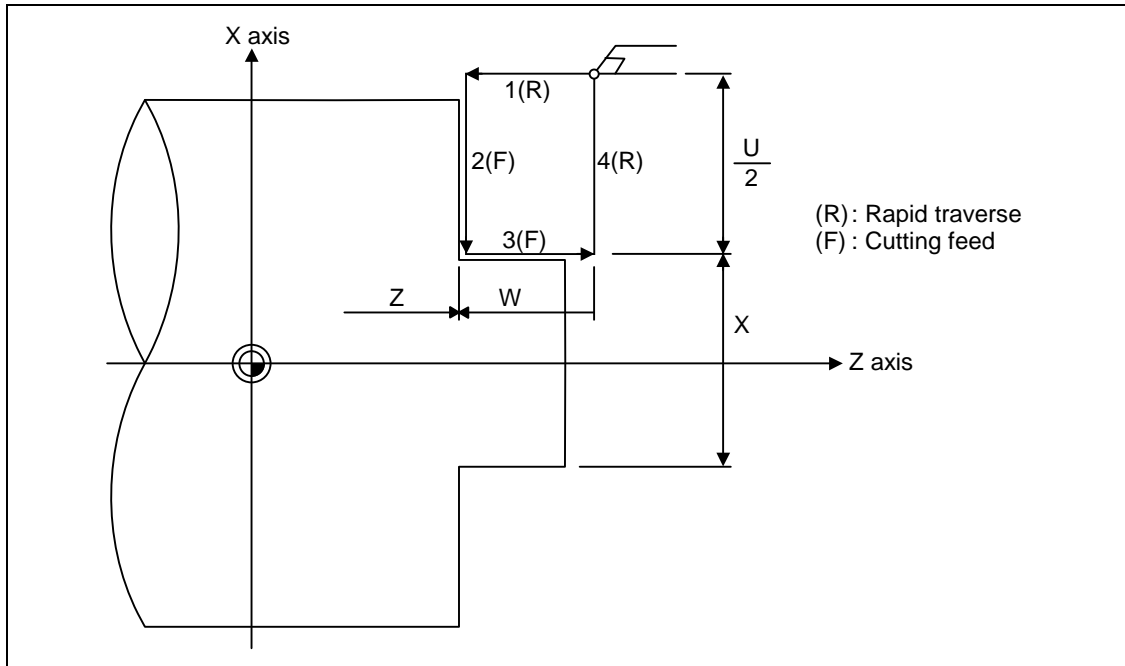 X axis
1(R)
2(F)
4(R)
U
2
(R) : Rapid traverse
(F) : Cutting feed
3(F)
Z
W
X
Z axis